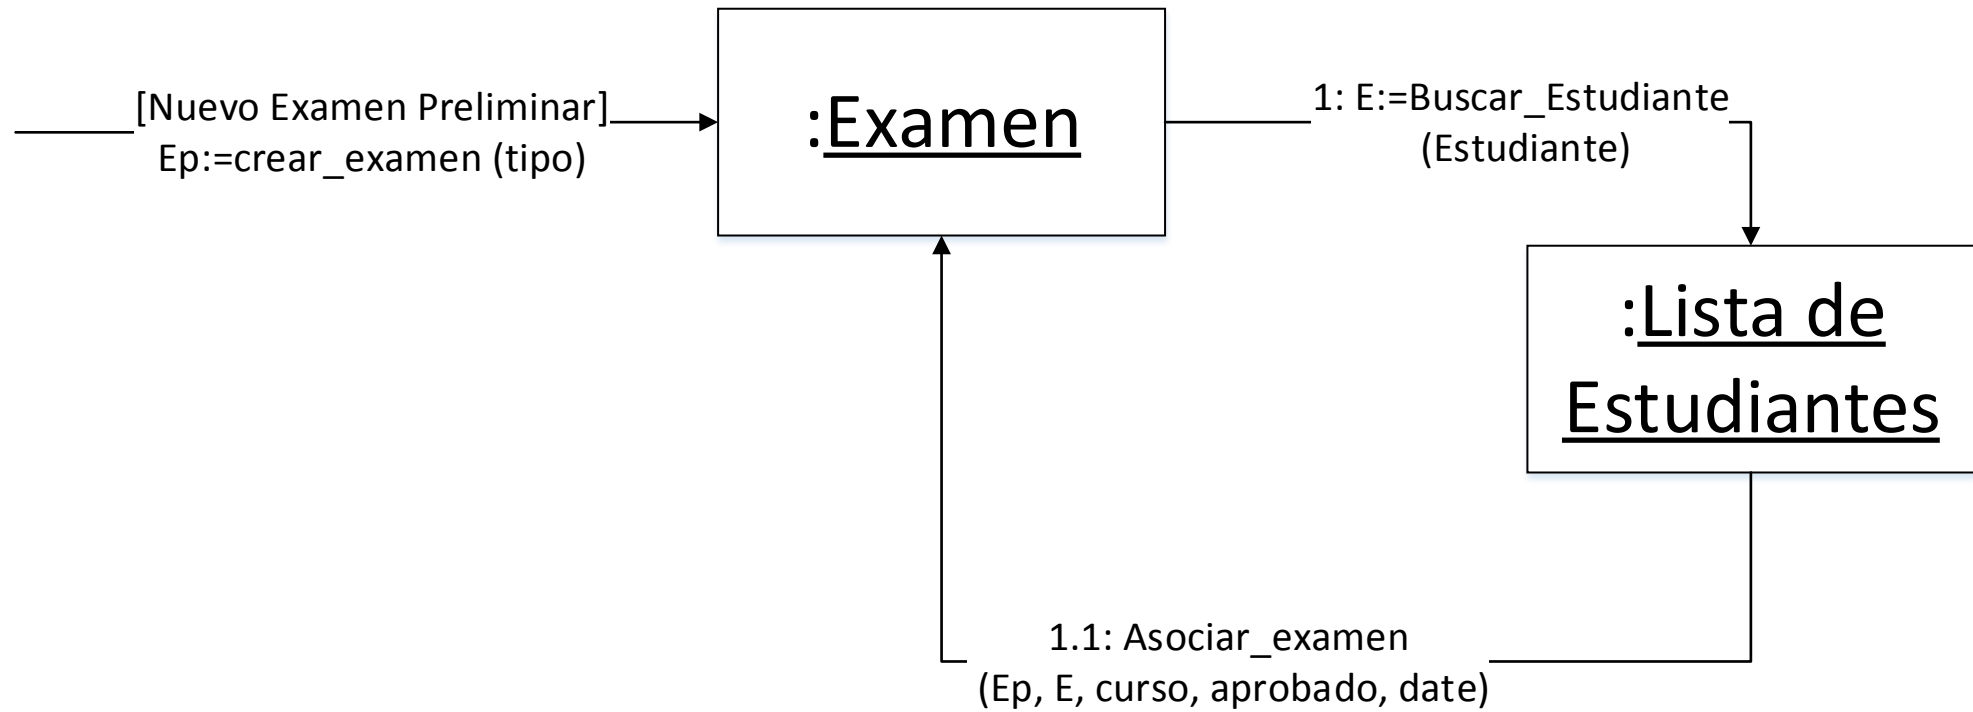 [Nuevo Examen Preliminar]
Ep:=crear_examen (tipo)
:Examen
1: E:=Buscar_Estudiante
(Estudiante)
:Lista de
Estudiantes
1.1: Asociar_examen
(Ep, E, curso, aprobado, date)